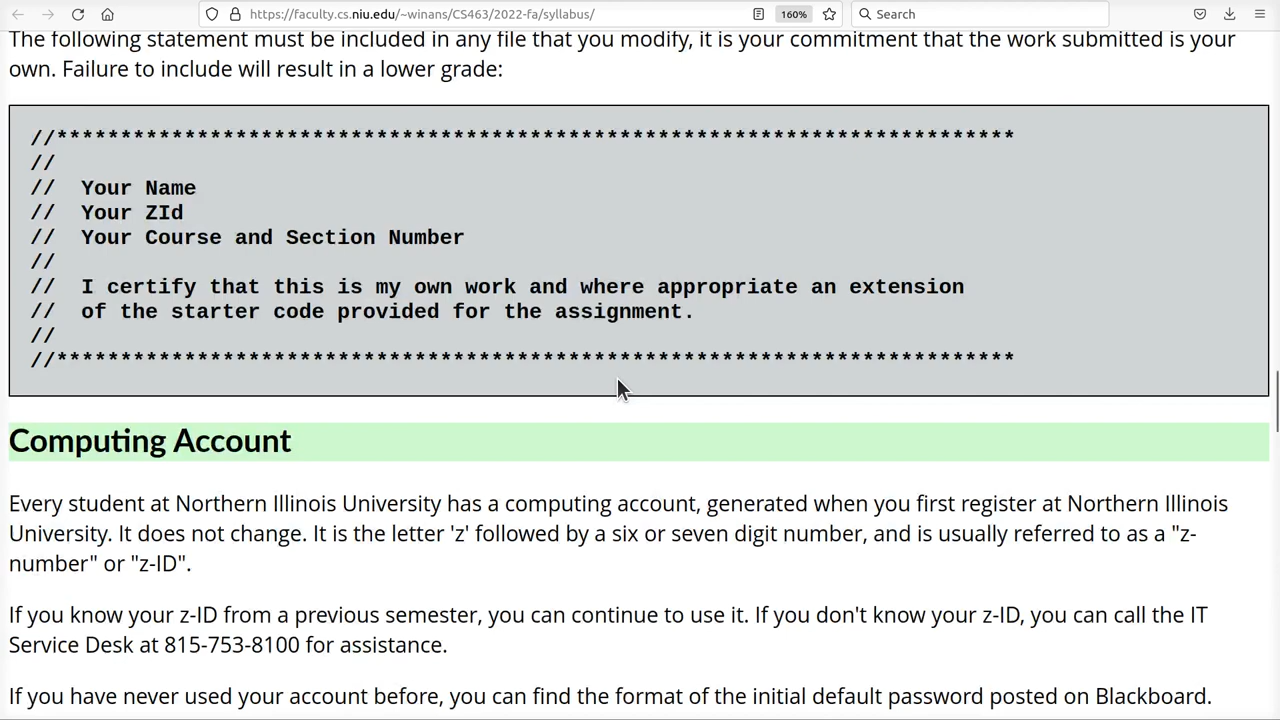 https://faculty.cs.niu.edu/~winans/CS463/2022-fa/syllabus/
160%
Search
The following statement must be included in any file that you modify, it is your commitment that the work submitted is your
own. Failure to include will result in a lower grade:
//***************************************************************************
//
// Your Name
// Your ZId
// Your Course and Section Number
//
// I certify that this is my own work and where appropriate an extension
// of the starter code provided for the assignment.
//
//***************************************************************************
Computing Account
Every student at Northern Illinois University has a computing account, generated when you first register at Northern Illinois
University. It does not change. It is the letter 'z' followed by a six or seven digit number, and is usually referred to as a "z-
number" or "z-ID".
If you know your z-ID from a previous semester, you can continue to use it. If you don't know your z-ID, you can call the IT
Service Desk at 815-753-8100 for assistance.
If you have never used your account before, you can find the format of the initial default password posted on Blackboard.